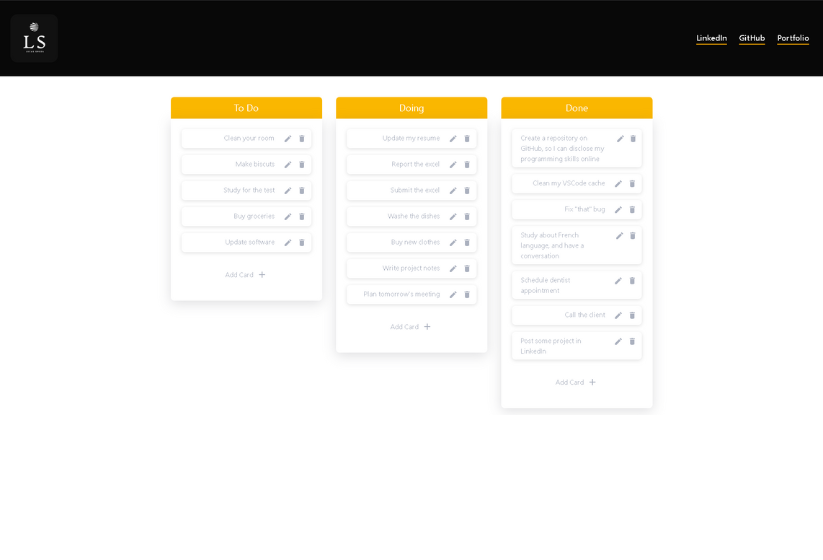 LS
LinkedIn GitHub Portfolio
To Do
Clean your room
Make biscuts
Study for the test
Buy groceries
Update software
Add Card
Doing
Update my resume
Report the excel
Submit the excel
Washe the dishes
Buy new clothes
Write project notes
Plan tomorrow's meeting
Add Card
Done
Create a repository on
GitHub, so I can disclose my
programming skills online
Clean my VSCode cache
Fix "that" bug
Study about French
language, and have a
conversation
Schedule dentist
appointment
Call the client
Post some project in
LinkedIn
Add Card